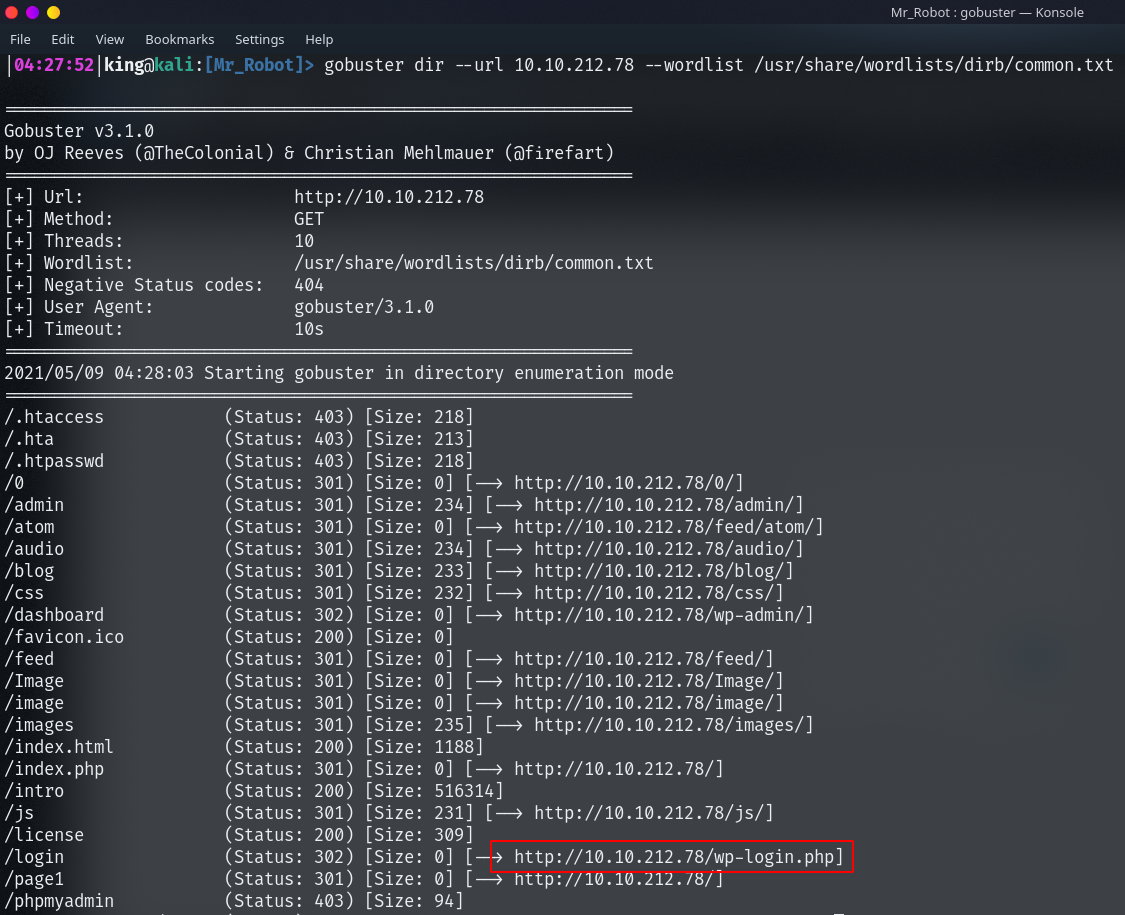 Mr_Robot : gobuster — Konsole
File Edit View Bookmarks Settings Help
|04:27:52|king@kali:[Mr_Robot]> gobuster dir --url 10.10.212.78 --wordlist /usr/share/wordlists/dirb/common.txt
===============================================================
Gobuster v3.1.0
by OJ Reeves (@TheColonial) & Christian Mehlmauer (@firefart)
===============================================================
[+] Url: http://10.10.212.78
[+] Method: GET
[+] Threads: 10
[+] Wordlist: /usr/share/wordlists/dirb/common.txt
[+] Negative Status codes: 404
[+] User Agent: gobuster/3.1.0
[+] Timeout: 10s
===============================================================
2021/05/09 04:28:03 Starting gobuster in directory enumeration mode
===============================================================
/.htaccess (Status: 403) [Size: 218]
/.hta (Status: 403) [Size: 213]
/.htpasswd (Status: 403) [Size: 218]
/0 (Status: 301) [Size: 0] [--> http://10.10.212.78/0/]
/admin (Status: 301) [Size: 234] [--> http://10.10.212.78/admin/]
/atom (Status: 301) [Size: 0] [--> http://10.10.212.78/feed/atom/]
/audio (Status: 301) [Size: 234] [--> http://10.10.212.78/audio/]
/blog (Status: 301) [Size: 233] [--> http://10.10.212.78/blog/]
/css (Status: 301) [Size: 232] [--> http://10.10.212.78/css/]
/dashboard (Status: 302) [Size: 0] [--> http://10.10.212.78/wp-admin/]
/favicon.ico (Status: 200) [Size: 0]
/feed (Status: 301) [Size: 0] [--> http://10.10.212.78/feed/]
/Image (Status: 301) [Size: 0] [--> http://10.10.212.78/Image/]
/image (Status: 301) [Size: 0] [--> http://10.10.212.78/image/]
/images (Status: 301) [Size: 235] [--> http://10.10.212.78/images/]
/index.html (Status: 200) [Size: 1188]
/index.php (Status: 301) [Size: 0] [--> http://10.10.212.78/]
/intro (Status: 200) [Size: 516314]
/js (Status: 301) [Size: 231] [--> http://10.10.212.78/js/]
/license (Status: 200) [Size: 309]
/login (Status: 302) [Size: 0] [--> http://10.10.212.78/wp-login.php]
/page1 (Status: 301) [Size: 0] [--> http://10.10.212.78/]
/phpmyadmin (Status: 403) [Size: 94]